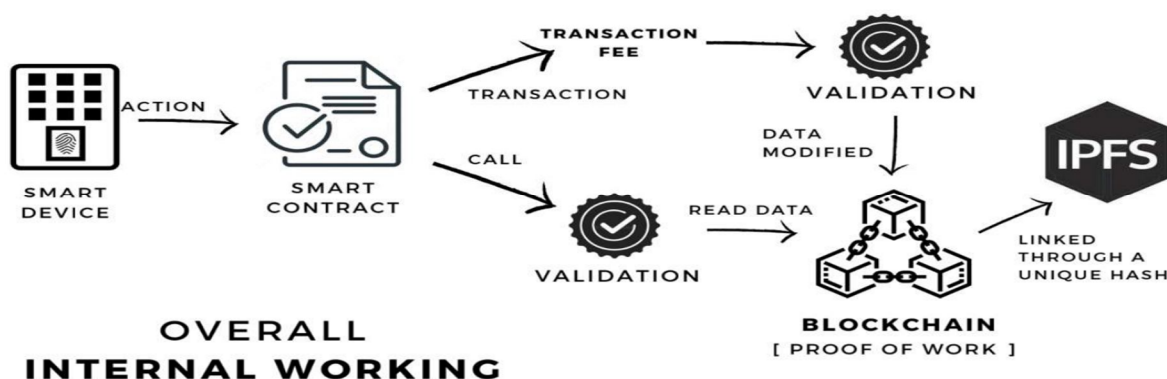 SMART
DEVICE
ACTION
SMART
CONTRACT
TRANSACTION
TRANSACTION
FEE
VALIDATION
DATA
MODIFIED
CALL
VALIDATION
READ DATA
BLOCKCHAIN
[ PROOF OF WORK ]
IPFS
LINKED
THROUGH A
UNIQUE HASH
OVERALL
INTERNAL WORKING